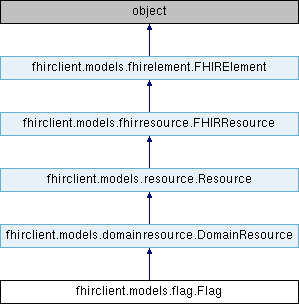 object
fhirclient.models.fhirelement.FHIRElement
fhirclient.models.fhirresource.FHIRResource
fhirclient.models.resource.Resource
fhirclient.models.domainresource.DomainResource
fhirclient.models.flag.Flag